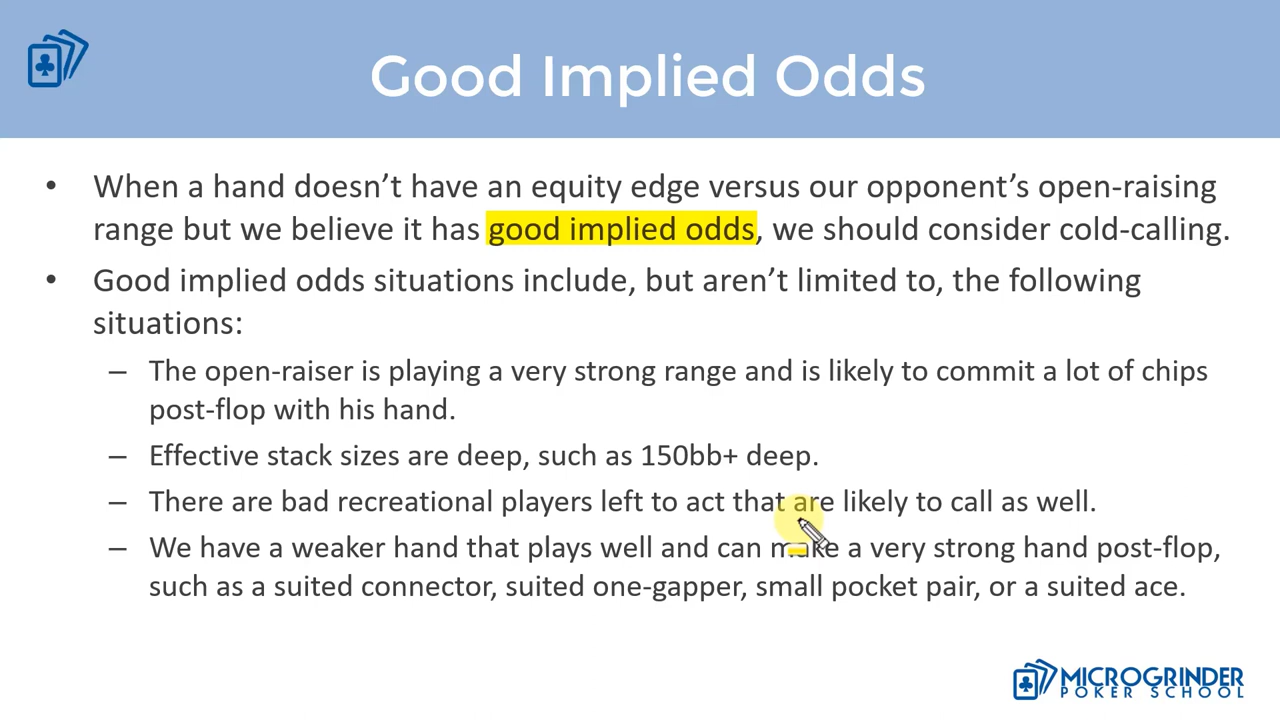 Good Implied Odds
• When a hand doesn’t have an equity edge versus our opponent’s open-raising
range but we believe it has good implied odds, we should consider cold-calling.
• Good implied odds situations include, but aren’t limited to, the following
situations:
– The open-raiser is playing a very strong range and is likely to commit a lot of chips
post-flop with his hand.
– Effective stack sizes are deep, such as 150bb+ deep.
– There are bad recreational players left to act that are likely to call as well.
– We have a weaker hand that plays well and can make a very strong hand post-flop,
such as a suited connector, suited one-gapper, small pocket pair, or a suited ace.
MICROGRINDER
POKER SCHOOL